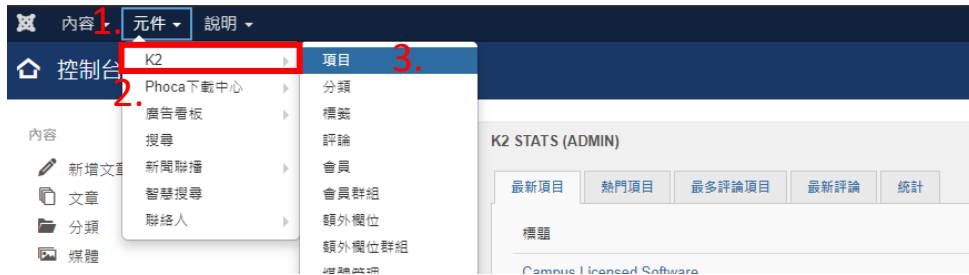 內容 1. 元件 說明
控制台
K2
Phoca下載中心
廣告看板
搜尋
新聞聯播
智慧搜尋
聯絡人
2.
項目 3.
分類
標籤
評論
會員
會員群組
額外欄位
額外欄位群組
媒體管理
內容
新增文章
文章
分類
媒體
K2 STATS (ADMIN)
最新項目 熱門項目 最多評論項目 最新評論 統計
標題
Campus Licensed Software